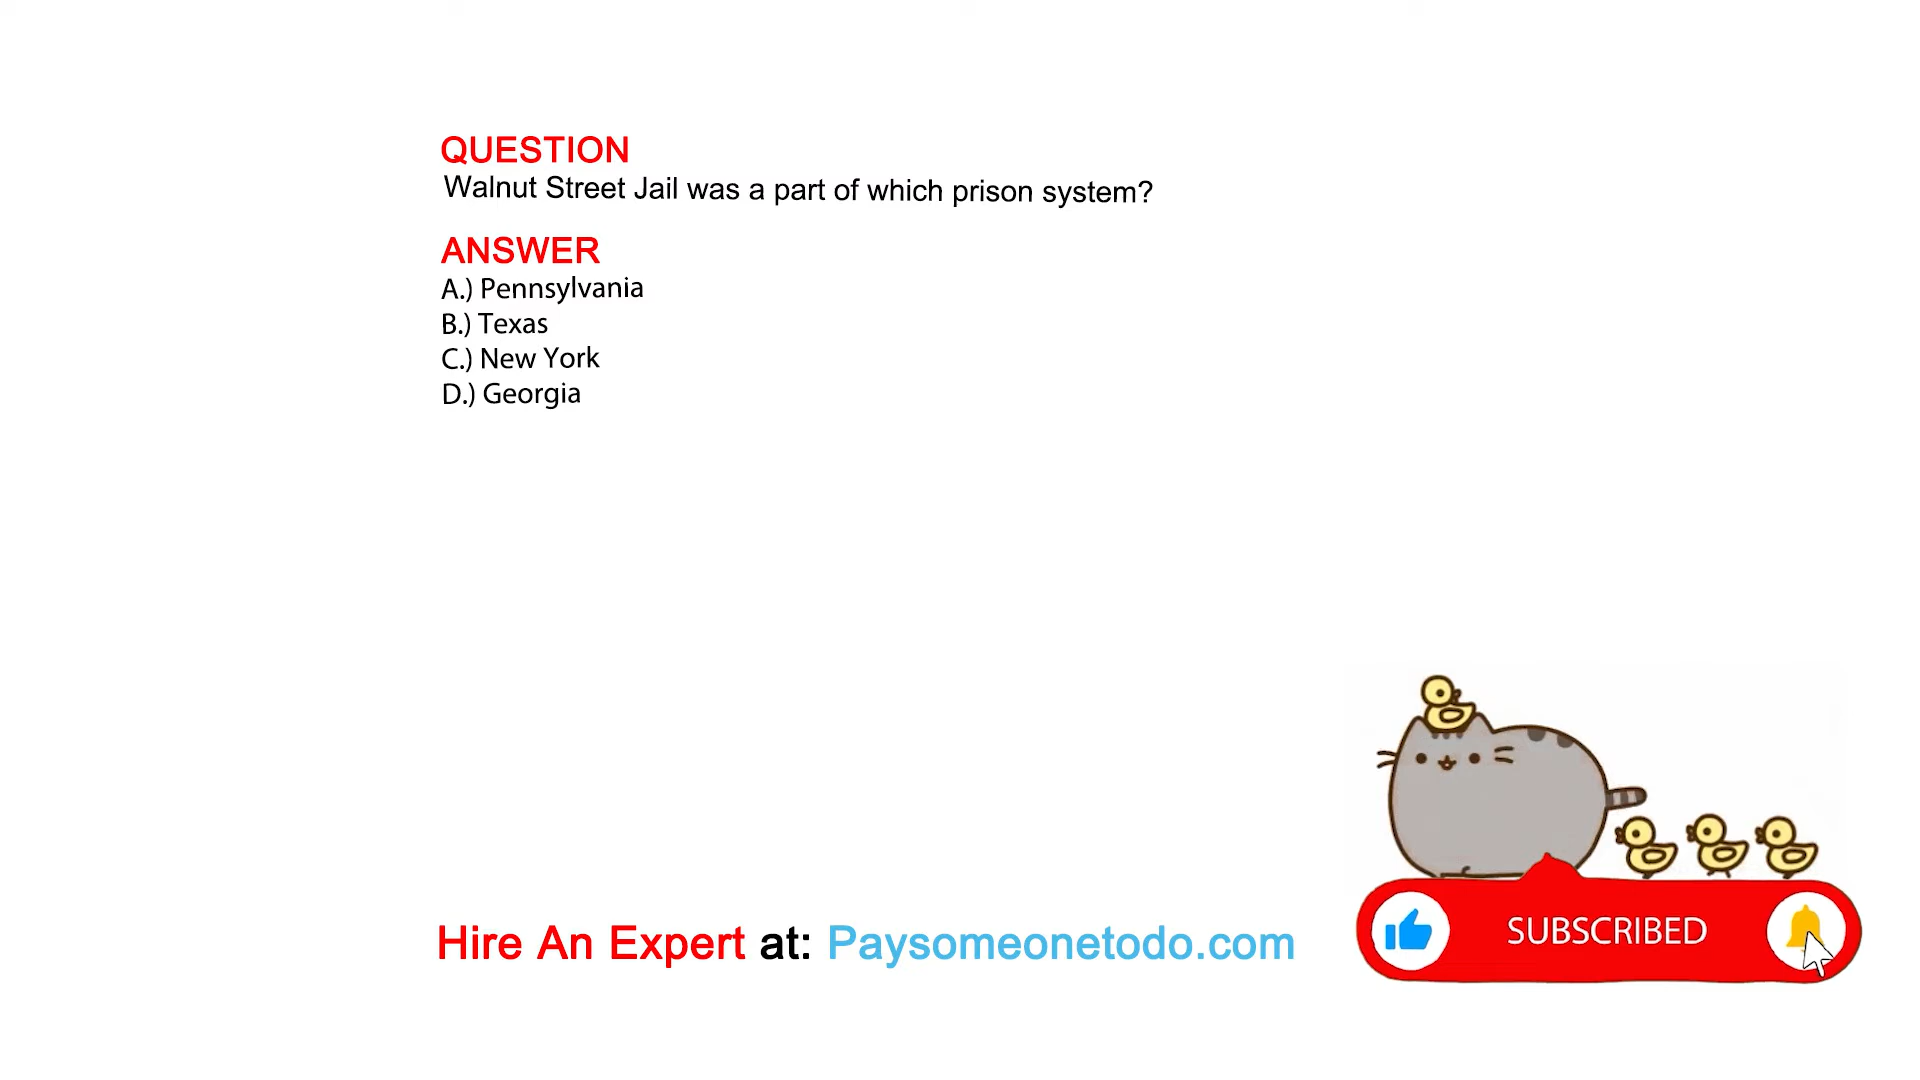 QUESTION
Walnut Street Jail was a part of which prison system?
ANSWER
A.) Pennsylvania
B.) Texas
C.) New York
D.) Georgia
Hire An Expert at: Paysomeonetodo.com
SUBSCRIBED